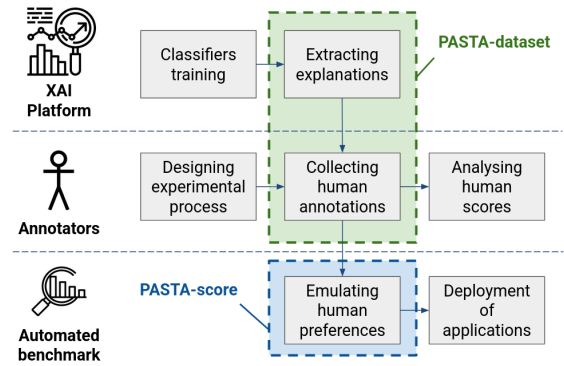 XAI
Platform
Classifiers
training
Extracting
explanations
PASTA-dataset
Annotators
Designing
experimental
process
Collecting
human
annotations
Analysing
human
scores
Automated
benchmark
PASTA-score
Emulating
human
preferences
Deployment
of
applications